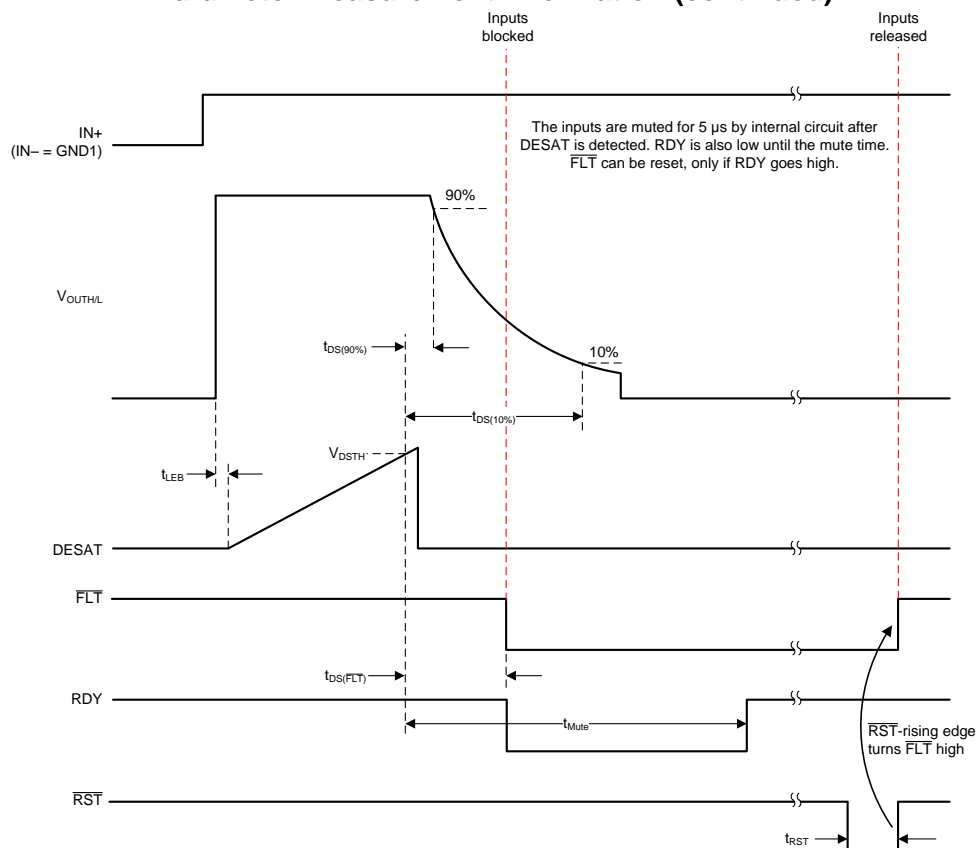 Inputs
blocked
Inputs
released
IN+
(IN– = GND1)
The inputs are muted for 5 µs by internal circuit after
DESAT is detected. RDY is also low until the mute time.
FLT can be reset, only if RDY goes high.
90%
VOUTH/L
tDS(90%)
10%
tDS(10%)
VDSTH
tLEB
DESAT
FLT
tDS(FLT)
RDY
tMute
RST-rising edge
turns FLT high
RST
tRST